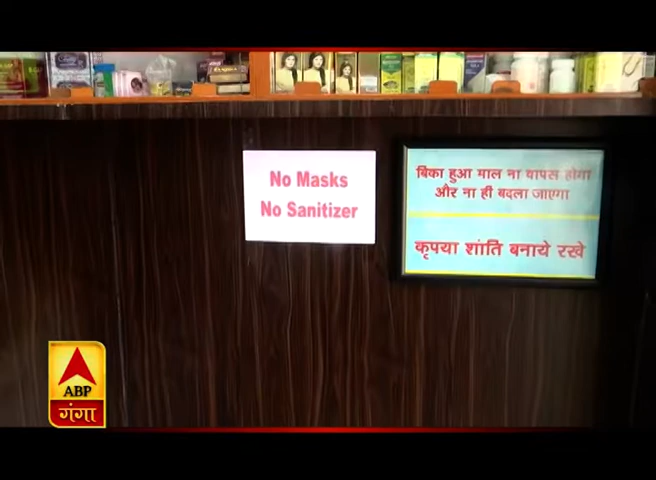 No Masks
No Sanitizer
बिका हुआ माल ना वापस होगा
और ना ही बदला जाएगा
कृपया शांति बनाये रखे
ABP
गंगा